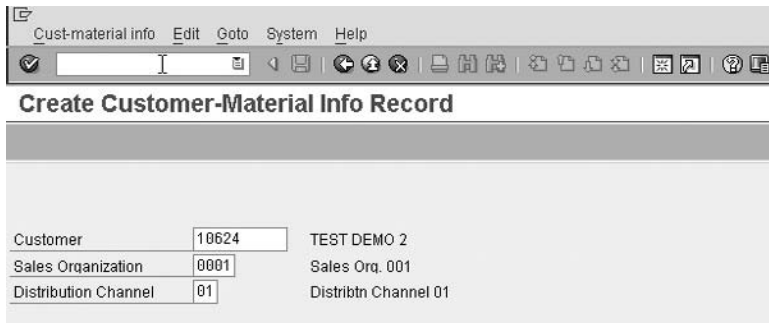 Cust-material info Edit Goto System Help
Create Customer-Material Info Record
Customer 10624 TEST DEMO 2
Sales Organization 0001 Sales Org. 001
Distribution Channel 01 Distribtn Channel 01